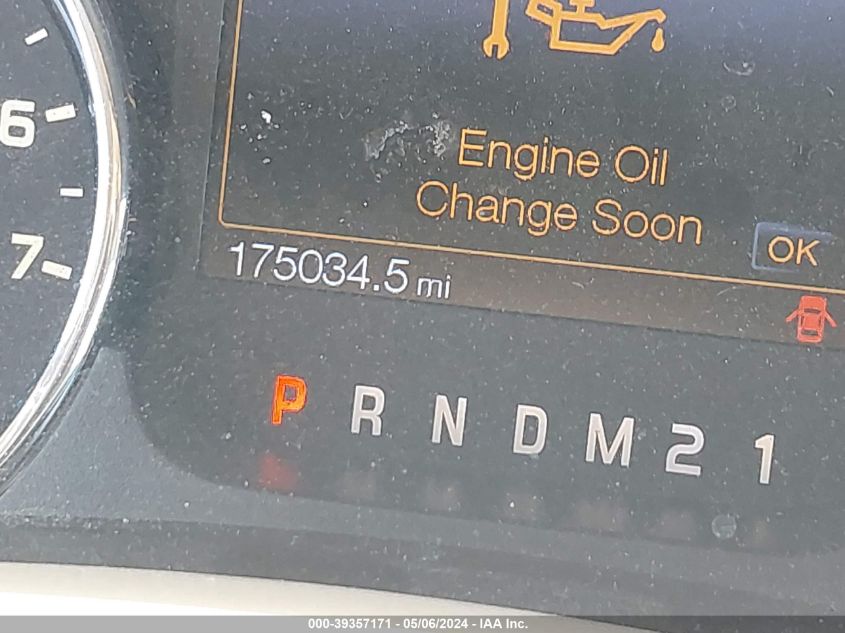 6
7
Engine Oil
Change Soon
OK
175034.5 mi
P R N D M 2 1
000-39357171 - 05/06/2024 - IAA Inc.